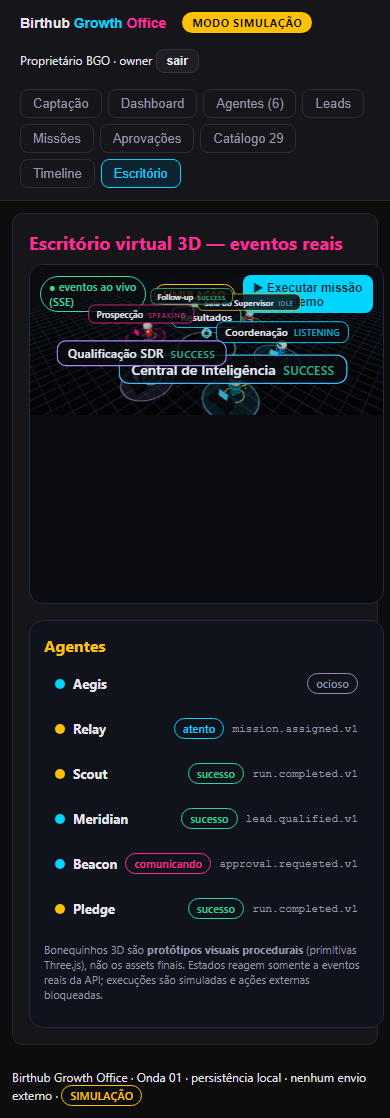 Birthub Growth Office MODO SIMULAÇÃO
Proprietário BGO · owner sair
Captação Dashboard Agentes (6) Leads
Missões Aprovações Catálogo 29
Timeline Escritório
Escritório virtual 3D — eventos reais
● eventos ao vivo
(SSE)
▶ Executar missão
emo
Follow-up SUCCESS
Supervisor IDLE
Prospecção SPEAKING
sultados
Coordenação LISTENING
Qualificação SDR SUCCESS
Central de Inteligência SUCCESS
Agentes
Aegis ocioso
Relay atento mission.assigned.v1
Scout sucesso run.completed.v1
Meridian sucesso lead.qualified.v1
Beacon comunicando approval.requested.v1
Pledge sucesso run.completed.v1
Bonequinhos 3D são protótipos visuais procedurais (primitivas
Three.js), não os assets finais. Estados reagem somente a eventos
reais da API; execuções são simuladas e ações externas
bloqueadas.
Birthub Growth Office · Onda 01 · persistência local · nenhum envio
externo · SIMULAÇÃO